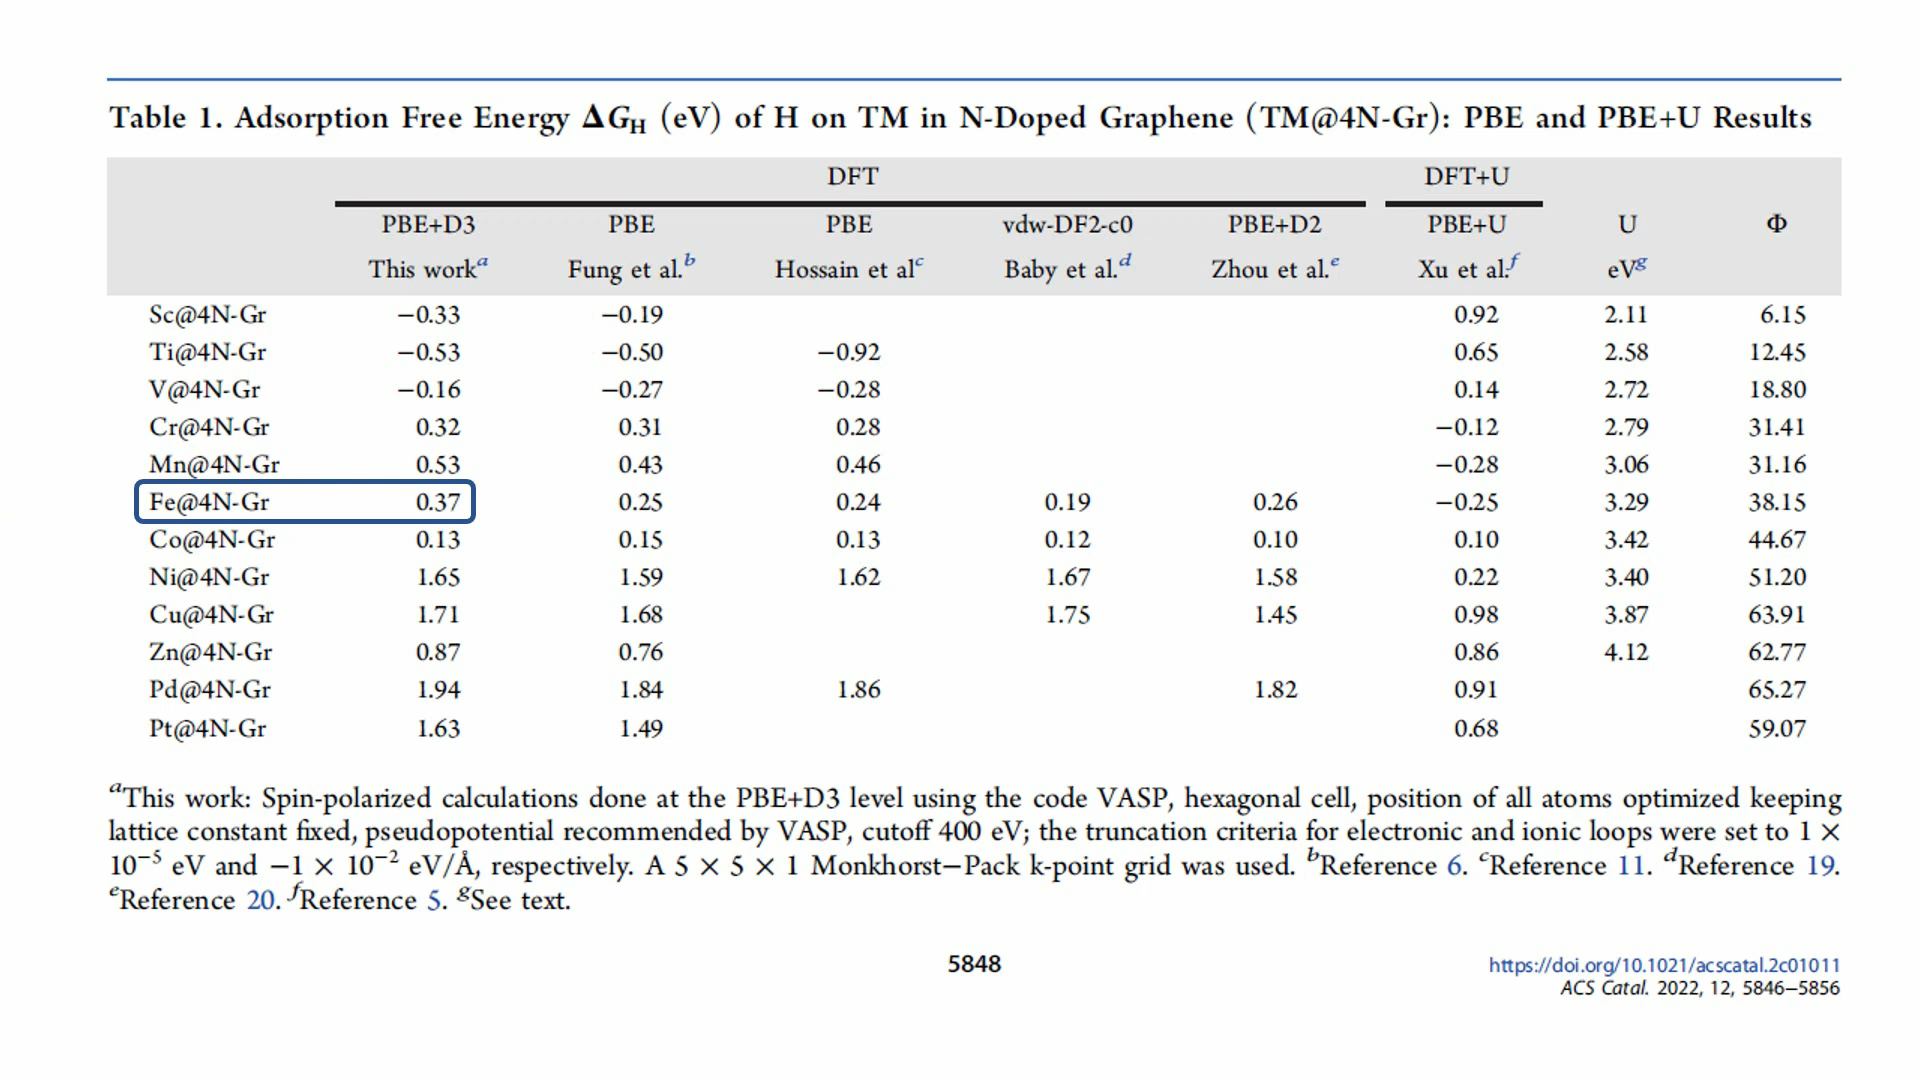 Table 1. Adsorption Free Energy ΔG_H (eV) of H on TM in N-Doped Graphene (TM@4N-Gr): PBE and PBE+U Results
DFT DFT+U
PBE+D3 PBE PBE vdw-DF2-c0 PBE+D2 PBE+U U Φ
This work^a Fung et al.^b Hossain et al^c Baby et al.^d Zhou et al.^e Xu et al.^f eV^g
Sc@4N-Gr −0.33 −0.19 0.92 2.11 6.15
Ti@4N-Gr −0.53 −0.50 −0.92 0.65 2.58 12.45
V@4N-Gr −0.16 −0.27 −0.28 0.14 2.72 18.80
Cr@4N-Gr 0.32 0.31 0.28 −0.12 2.79 31.41
Mn@4N-Gr 0.53 0.43 0.46 −0.28 3.06 31.16
Fe@4N-Gr 0.37 0.25 0.24 0.19 0.26 −0.25 3.29 38.15
Co@4N-Gr 0.13 0.15 0.13 0.12 0.10 0.10 3.42 44.67
Ni@4N-Gr 1.65 1.59 1.62 1.67 1.58 0.22 3.40 51.20
Cu@4N-Gr 1.71 1.68 1.75 1.45 0.98 3.87 63.91
Zn@4N-Gr 0.87 0.76 0.86 4.12 62.77
Pd@4N-Gr 1.94 1.84 1.86 1.82 0.91 65.27
Pt@4N-Gr 1.63 1.49 0.68 59.07
^aThis work: Spin-polarized calculations done at the PBE+D3 level using the code VASP, hexagonal cell, position of all atoms optimized keeping
lattice constant fixed, pseudopotential recommended by VASP, cutoff 400 eV; the truncation criteria for electronic and ionic loops were set to 1 ×
10^−5 eV and −1 × 10^−2 eV/Å, respectively. A 5 × 5 × 1 Monkhorst−Pack k-point grid was used. ^bReference 6. ^cReference 11. ^dReference 19.
^eReference 20. ^fReference 5. ^gSee text.
5848
https://doi.org/10.1021/acscatal.2c01011
ACS Catal. 2022, 12, 5846−5856